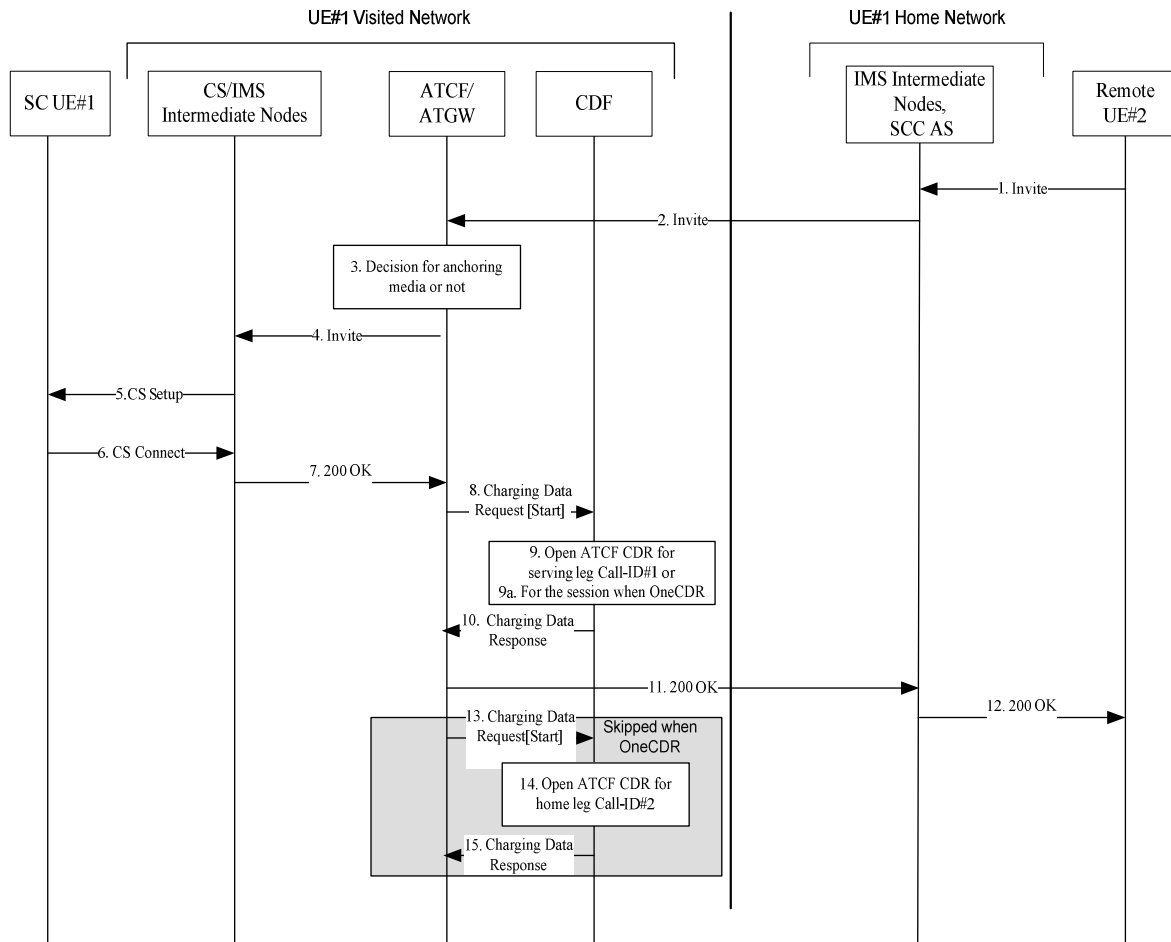 UE#1 Visited Network
UE#1 Home Network
SC UE#1
CS/IMS
Intermediate Nodes
ATCF/
ATGW
CDF
IMS Intermediate
Nodes,
SCC AS
Remote
UE#2
1. Invite
2. Invite
3. Decision for anchoring
media or not
4. Invite
5.CS Setup
6. CS Connect
7. 200 OK
8. Charging Data
Request [Start]
9. Open ATCF CDR for
serving leg Call-ID#1 or
9a. For the session when OneCDR
10. Charging Data
Response
11. 200 OK
12. 200 OK
13. Charging Data
Request[Start]
Skipped when
OneCDR
14. Open ATCF CDR for
home leg Call-ID#2
15. Charging Data
Response